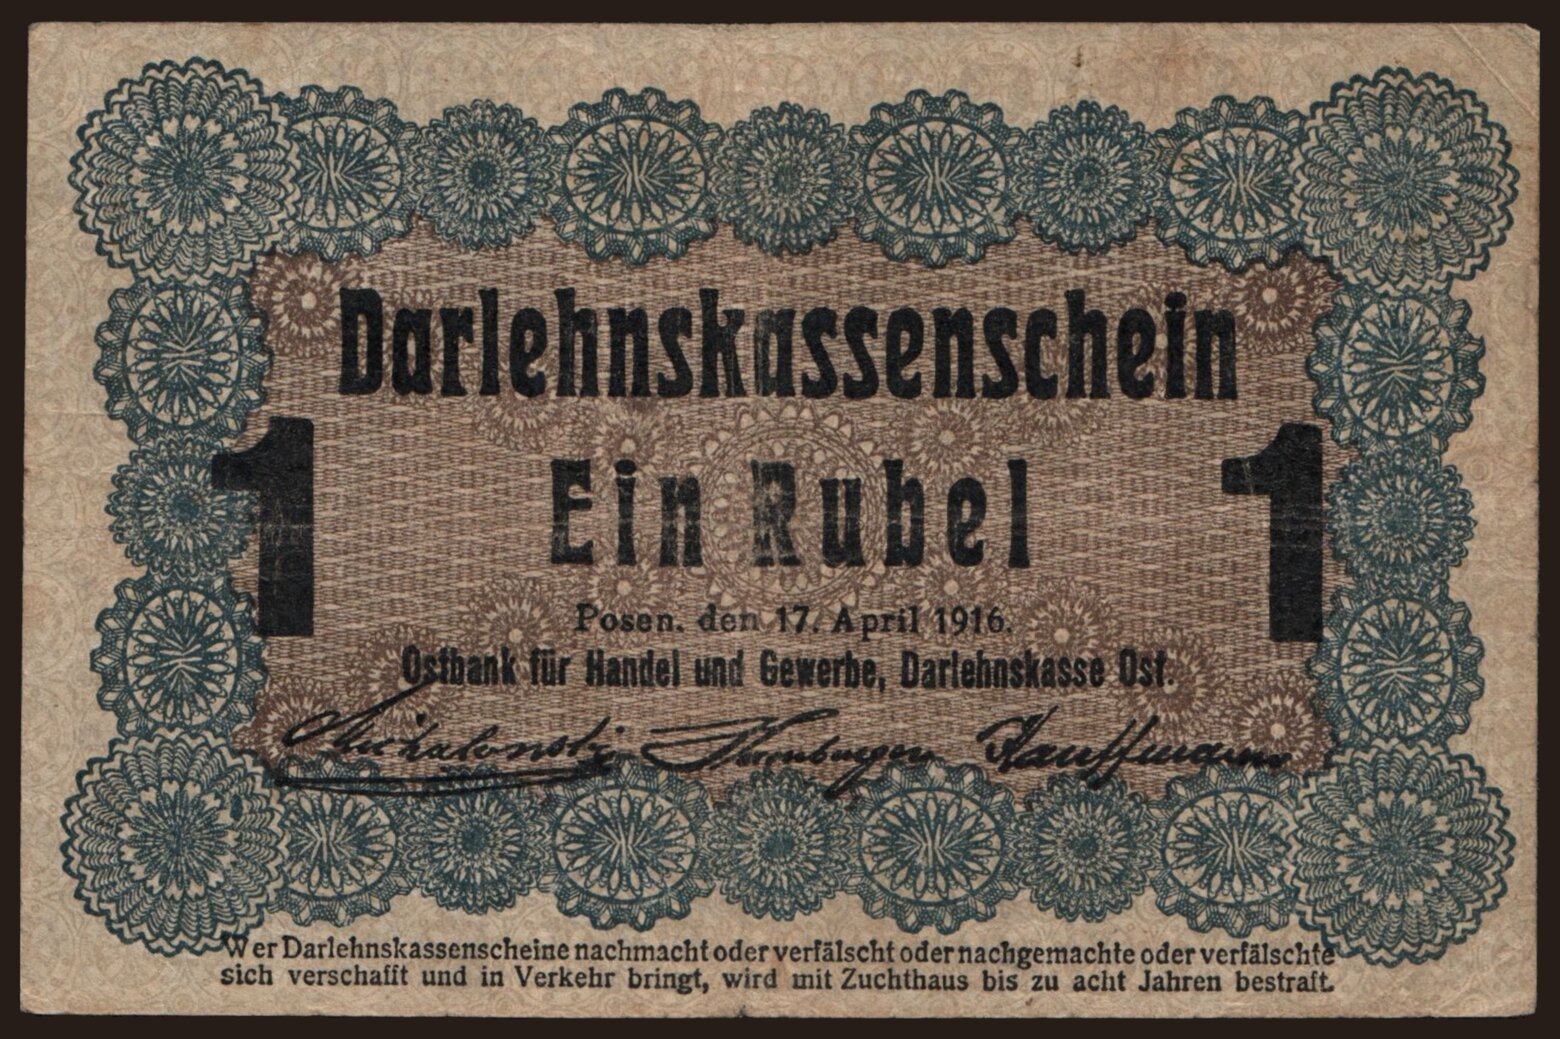 Darlehnskassenschein
1 Ein Rubel 1
Posen, den 17. April 1916.
Ostbank für Handel und Gewerbe, Darlehnskasse Ost.
Michalowski Kauffmann
Wer Darlehnskassenscheine nachmacht oder verfälscht oder nachgemachte oder verfälschte
sich verschafft und in Verkehr bringt, wird mit Zuchthaus bis zu acht Jahren bestraft.